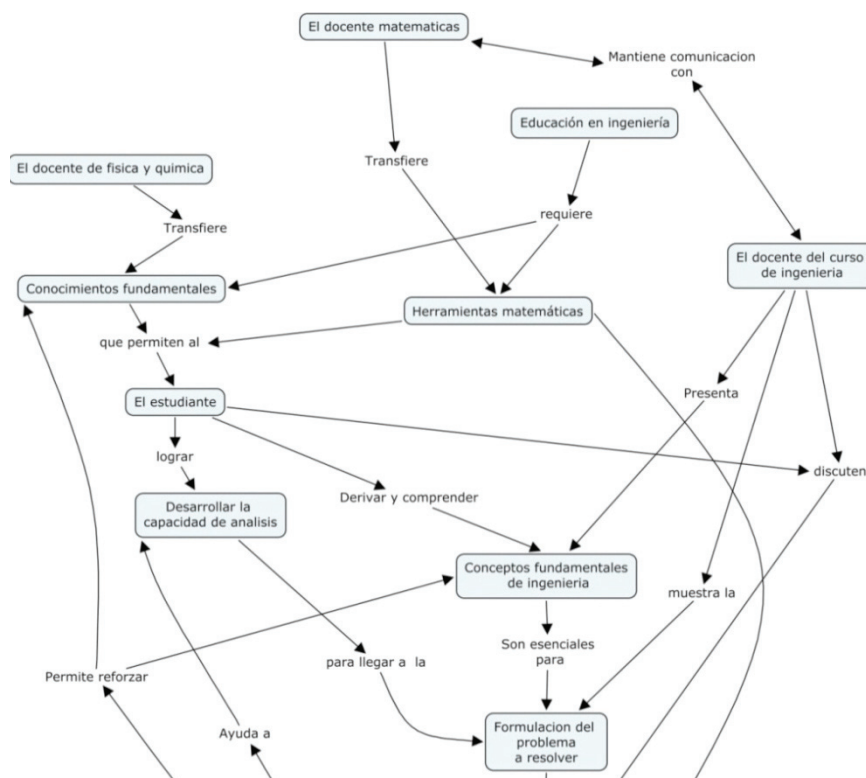 El docente matematicas
Mantiene comunicacion
con
Educación en ingeniería
Transfiere
El docente de fisica y quimica
Transfiere
requiere
El docente del curso
de ingenieria
Conocimientos fundamentales
Herramientas matemáticas
que permiten al
Presenta
El estudiante
lograr
discuten
Derivar y comprender
Desarrollar la
capacidad de analisis
Conceptos fundamentales
de ingenieria
muestra la
Son esenciales
para
para llegar a la
Permite reforzar
Formulacion del
problema
a resolver
Ayuda a